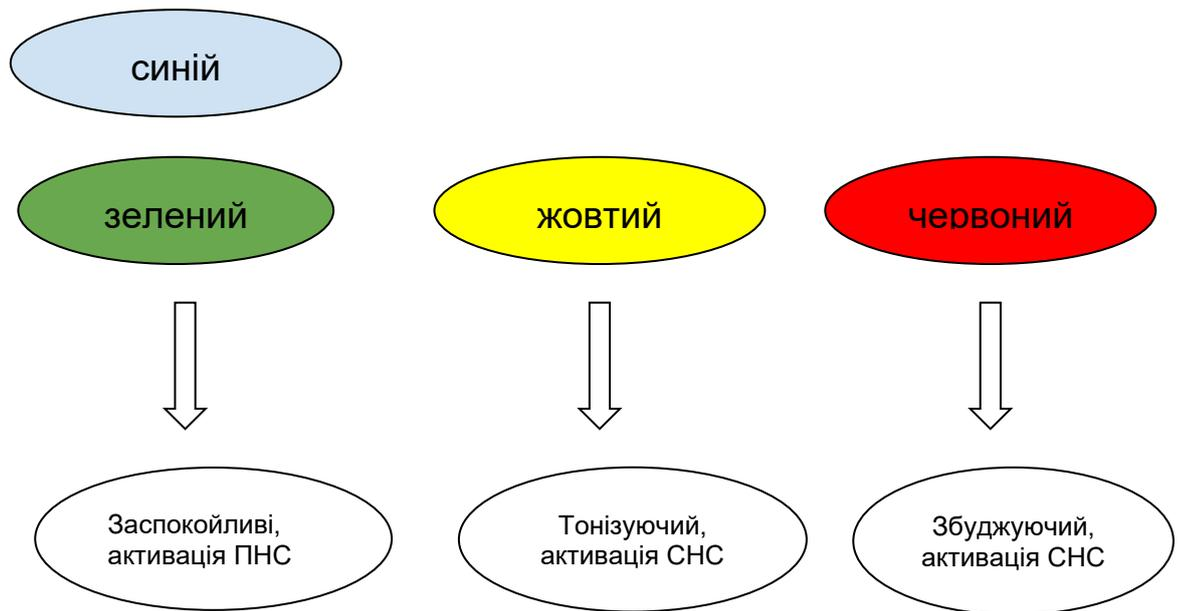 синій
зелений
жовтий
червоний
Заспокойливі,
активація ПНС
Тонізуючий,
активація СНС
Збуджуючий,
активація СНС